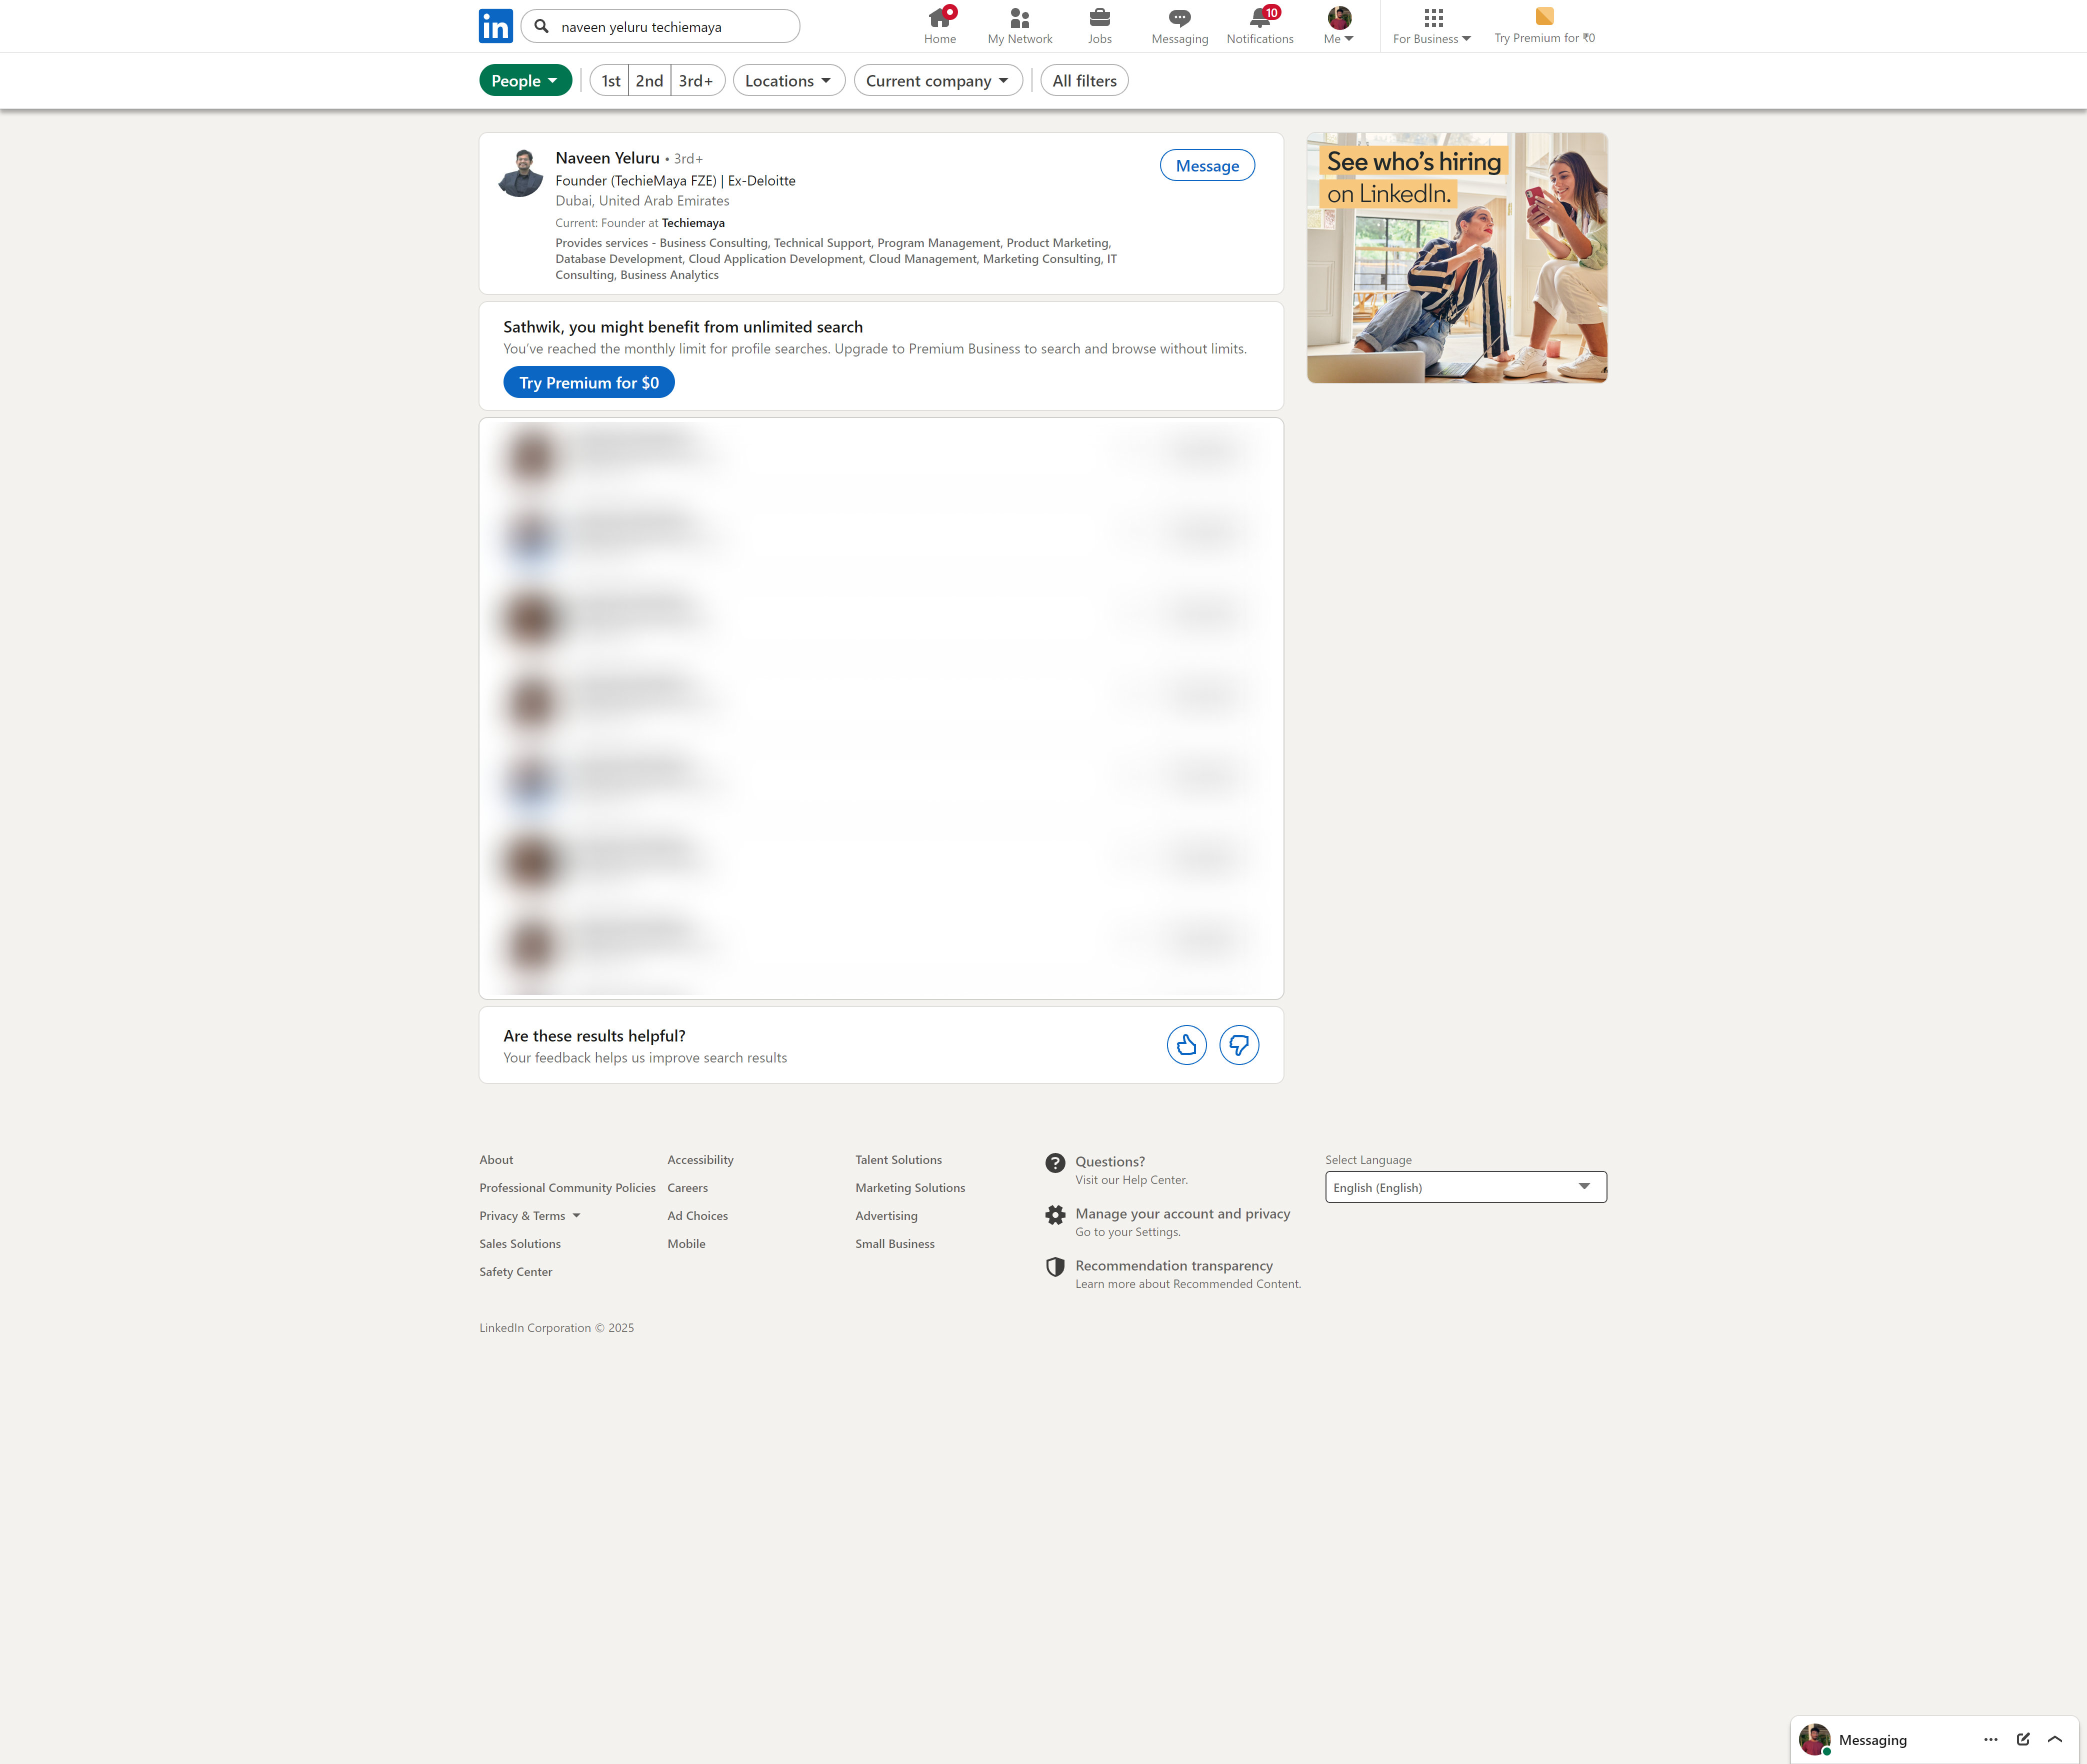 in
naveen yeluru techiemaya
Home
My Network
Jobs
Messaging
10
Notifications
Me
For Business
Try Premium for ₹0
People
1st
2nd
3rd+
Locations
Current company
All filters
Naveen Yeluru • 3rd+
Founder (TechieMaya FZE) | Ex-Deloitte
Dubai, United Arab Emirates
Current: Founder at Techiemaya
Provides services - Business Consulting, Technical Support, Program Management, Product Marketing,
Database Development, Cloud Application Development, Cloud Management, Marketing Consulting, IT
Consulting, Business Analytics
Message
See who's hiring
on LinkedIn.
Sathwik, you might benefit from unlimited search
You've reached the monthly limit for profile searches. Upgrade to Premium Business to search and browse without limits.
Try Premium for $0
Are these results helpful?
Your feedback helps us improve search results
About
Professional Community Policies
Privacy & Terms
Sales Solutions
Safety Center
Accessibility
Careers
Ad Choices
Mobile
Talent Solutions
Marketing Solutions
Advertising
Small Business
Questions?
Visit our Help Center.
Manage your account and privacy
Go to your Settings.
Recommendation transparency
Learn more about Recommended Content.
Select Language
English (English)
LinkedIn Corporation © 2025
Messaging